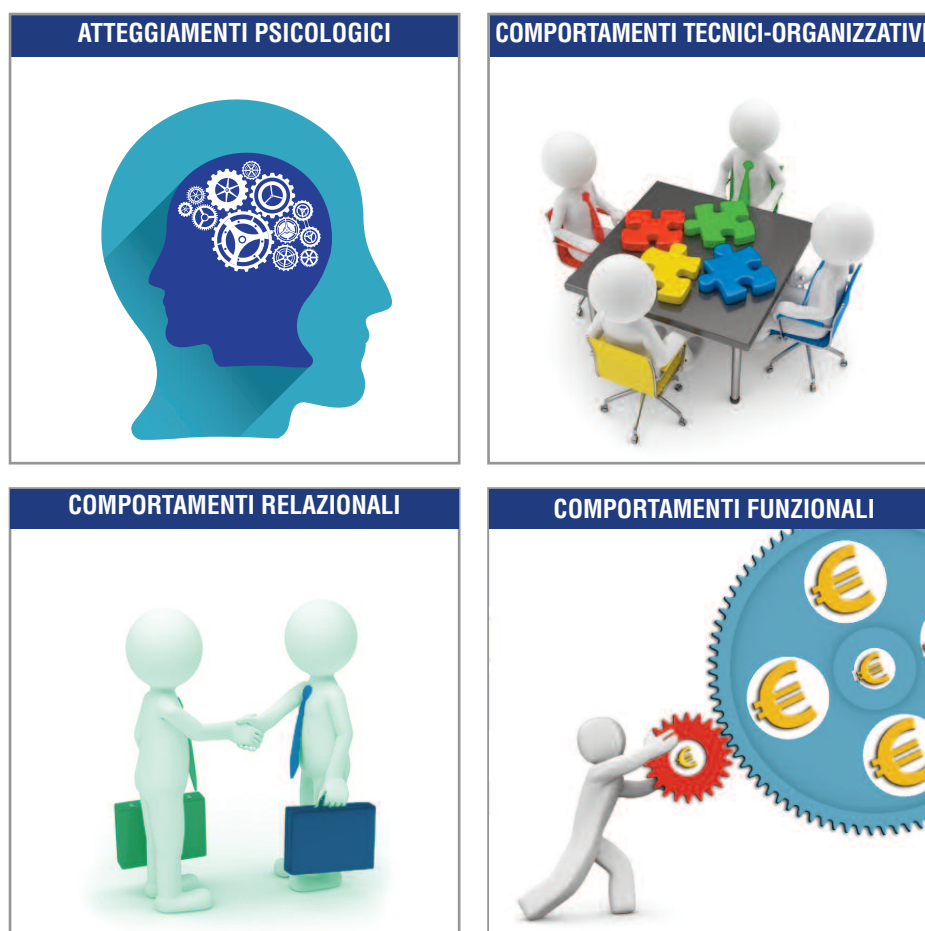 ATTEGGIAMENTI PSICOLOGICI
COMPORTAMENTI TECNICI-ORGANIZZATIVI
COMPORTAMENTI RELAZIONALI
COMPORTAMENTI FUNZIONALI
€
€
€
€
€